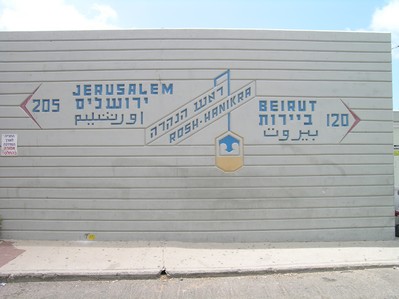 205
JERUSALEM
ירושלים
اورشليم
ראש הנקרה
ROSH-HANIKRA
BEIRUT
ביירות
بيروت
120